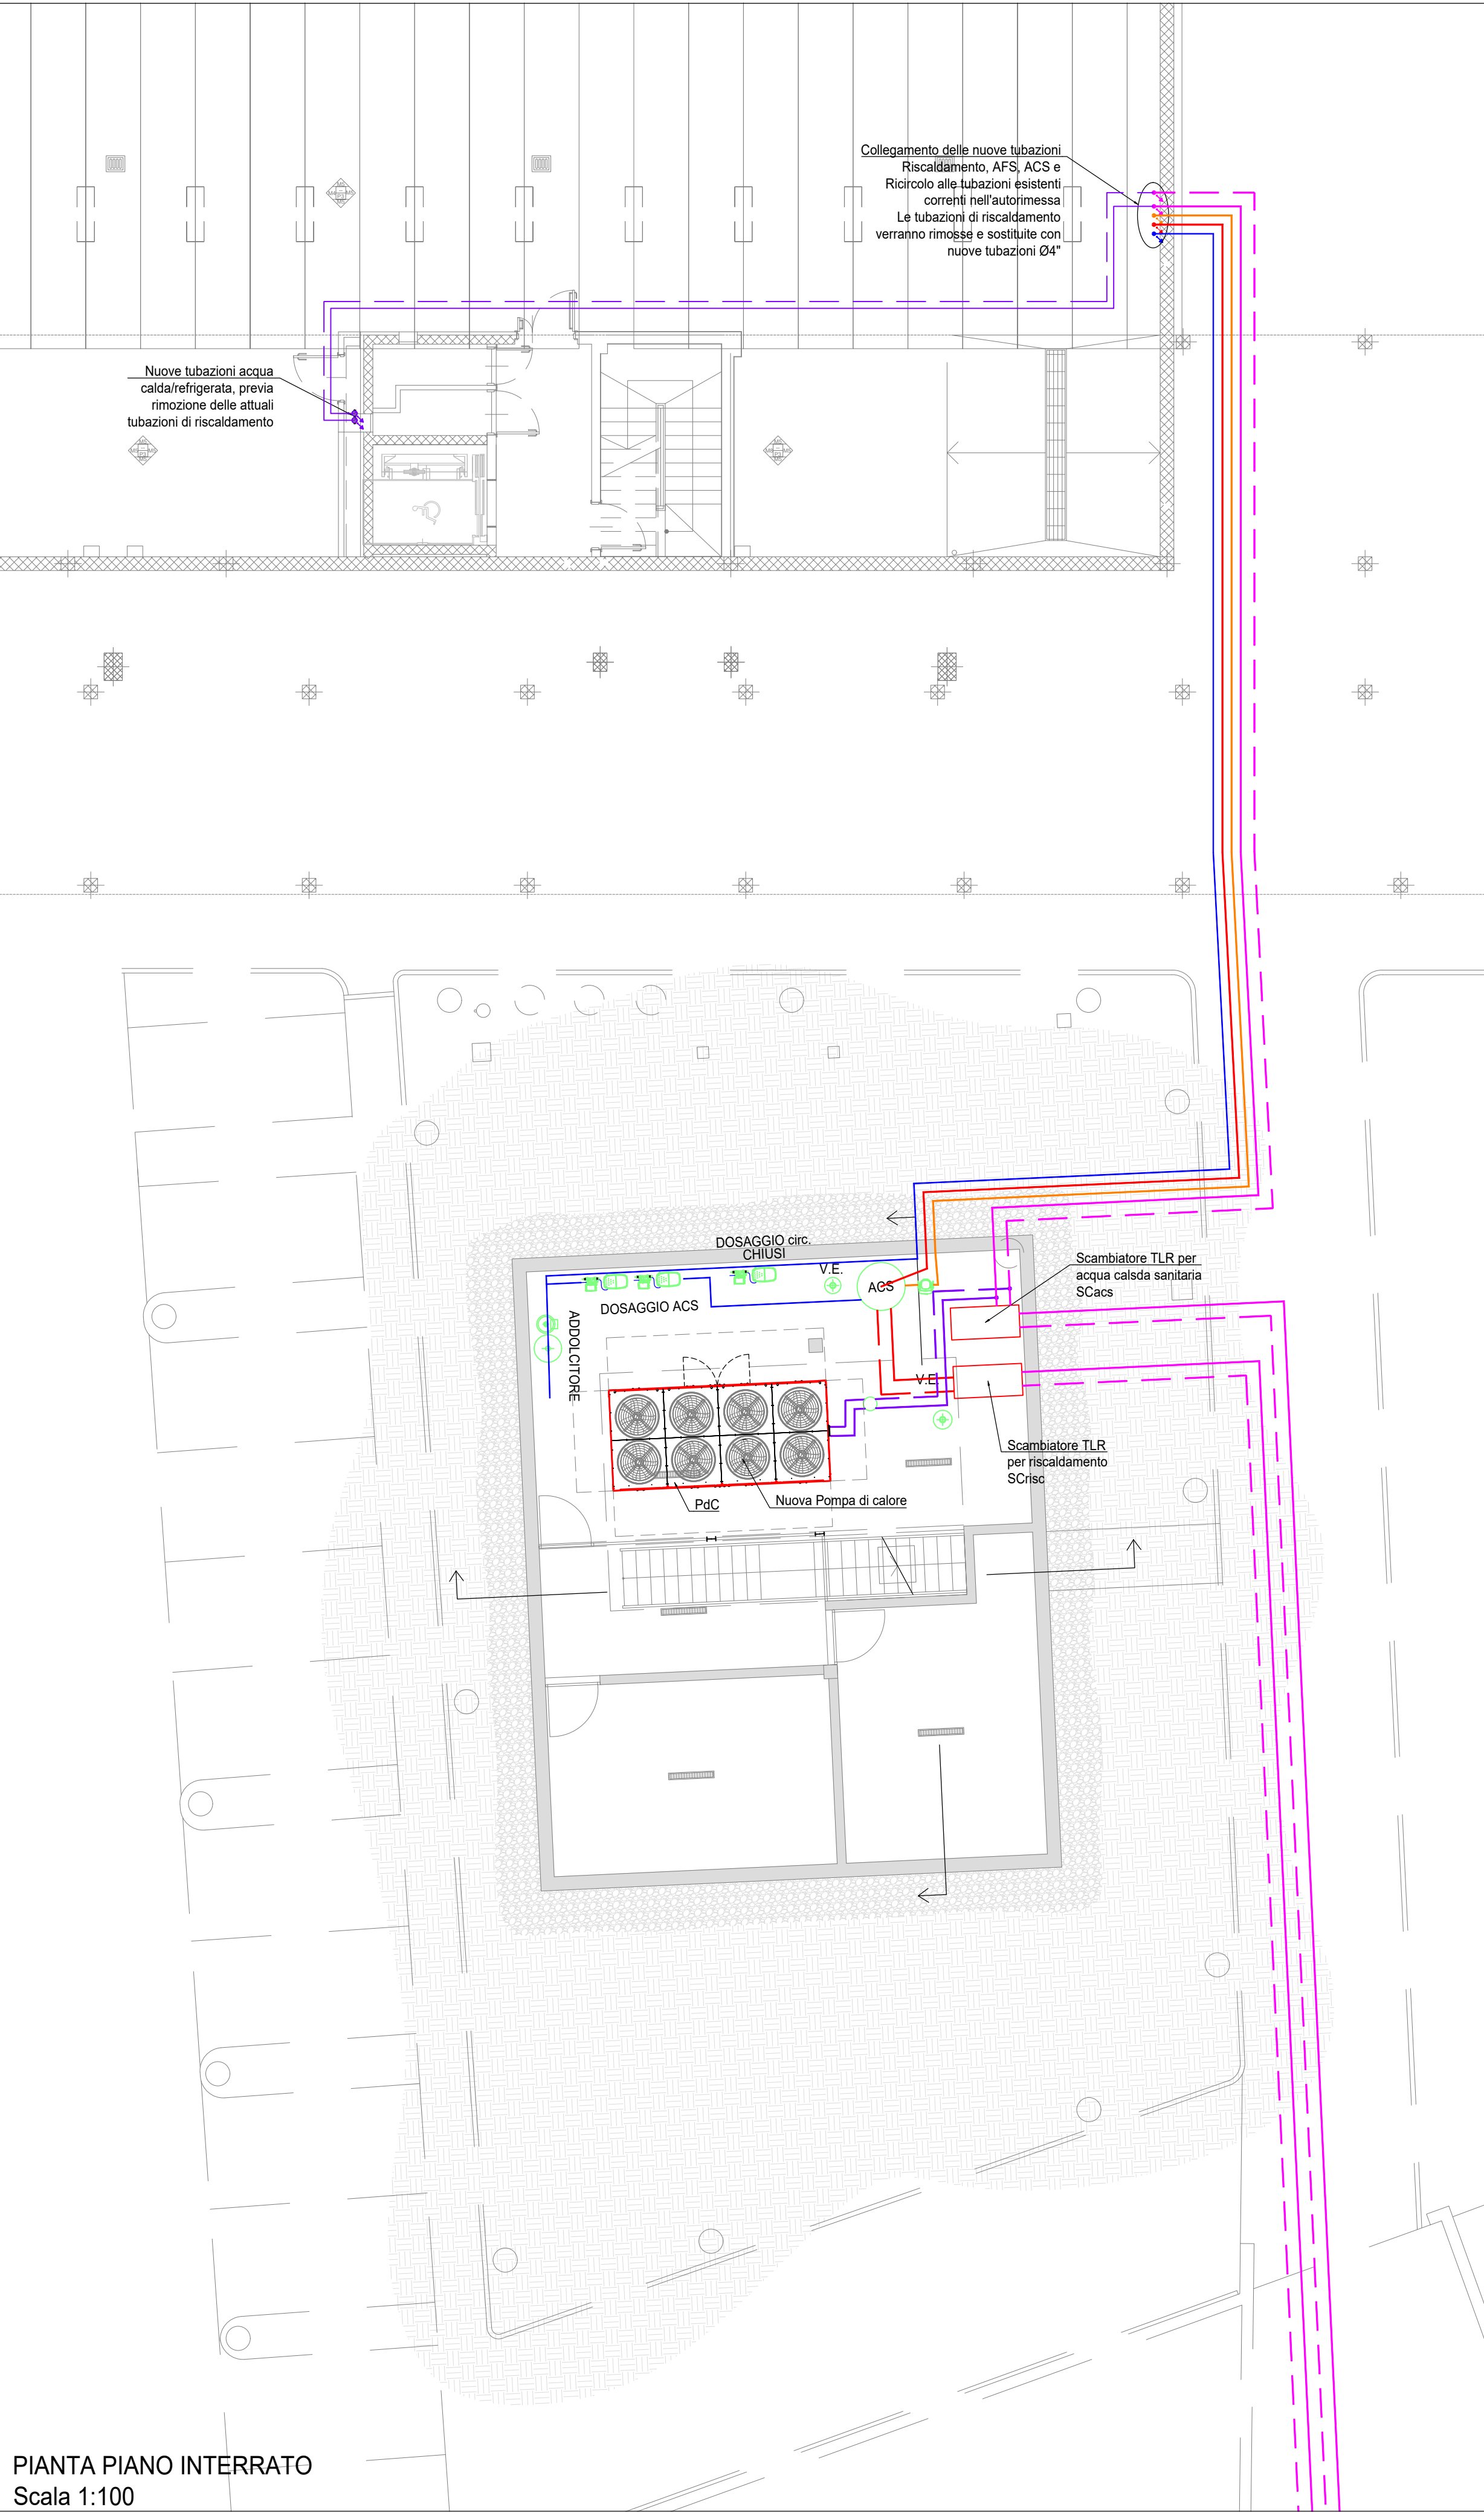 Collegamento delle nuove tubazioni
Riscaldamento, AFS, ACS e
Ricircolo alle tubazioni esistenti
correnti nell'autorimessa
Le tubazioni di riscaldamento
verranno rimosse e sostituite con
nuove tubazioni Ø4"
Nuove tubazioni acqua
calda/refrigerata, previa
rimozione delle attuali
tubazioni di riscaldamento
DOSAGGIO circ.
CHIUSI
V.E.
ACS
DOSAGGIO ACS
ADDOLCITORE
Scambiatore TLR per
acqua calsda sanitaria
SCacs
V.E.
Scambiatore TLR
per riscaldamento
SCrisc
PdC
Nuova Pompa di calore
PIANTA PIANO INTERRATO
Scala 1:100